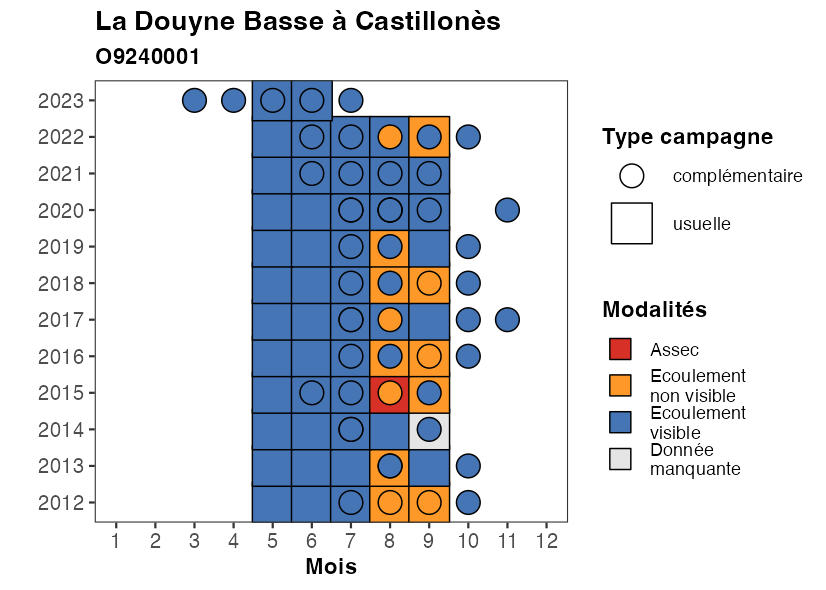 La Douyne Basse à Castillonès
O9240001
2023
2022
2021
2020
2019
2018
2017
2016
2015
2014
2013
2012
1 2 3 4 5 6 7 8 9 10 11 12
Mois
Type campagne
complémentaire
usuelle
Modalités
Assec
Ecoulement
non visible
Ecoulement
visible
Donnée
manquante